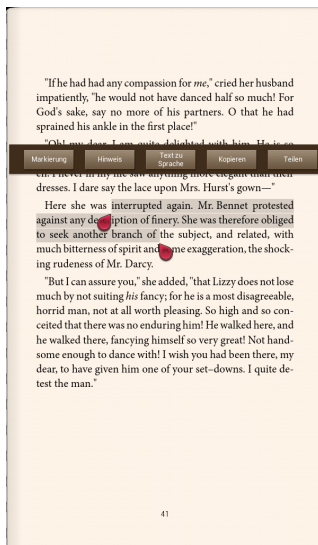 "If he had had any compassion for me," cried her husband
impatiently, "he would not have danced half so much! For
God's sake, say no more of his partners. O that he had
sprained his ankle in the first place!"
Markierung
Hinweis
Text zu
Sprache
Kopieren
Teilen
dresses. I dare say the lace upon Mrs. Hurst's gown—"
Here she was interrupted again. Mr. Bennet protested
against any of finery. She was therefore obliged
to seek another branch of the subject, and related, with
much bitterness of spirit and exaggeration, the shock-
ing rudeness of Mr. Darcy.
"But I can assure you," she added, "that Lizzy does not lose
much by not suiting his fancy; for he is a most disagreeable,
horrid man, not at all worth pleasing. So high and so con-
ceited that there was no enduring him! He walked here, and
he walked there, fancying himself so very great! Not hand-
some enough to dance with! I wish you had been there, my
dear, to have given him one of your set–downs. I quite de-
test the man."
41